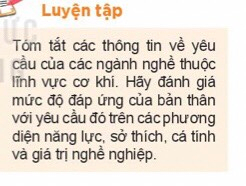 Luyện tập
Tóm tắt các thông tin về yêu
cầu của các ngành nghề thuộc
lĩnh vực cơ khí. Hãy đánh giá
mức độ đáp ứng của bản thân
với yêu cầu đó trên các phương
diện năng lực, sở thích, cá tính
và giá trị nghề nghiệp.